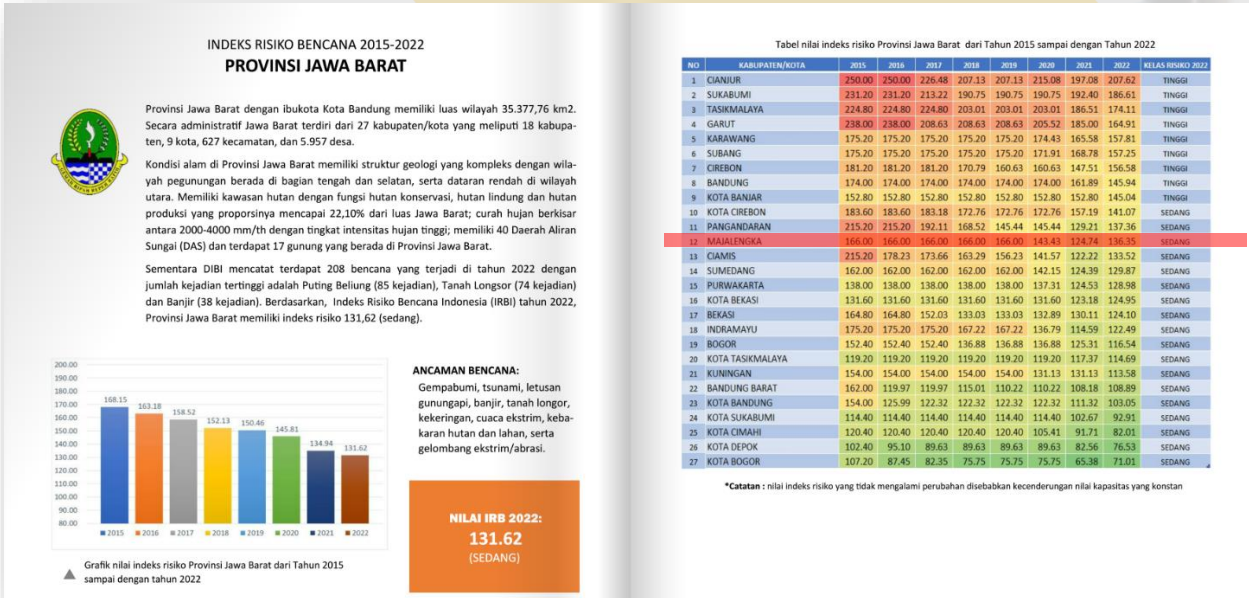 INDEKS RISIKO BENCANA 2015-2022
PROVINSI JAWA BARAT
Provinsi Jawa Barat dengan ibukota Kota Bandung memiliki luas wilayah 35.377,76 km2.
Secara administratif Jawa Barat terdiri dari 27 kabupaten/kota yang meliputi 18 kabupa-
ten, 9 kota, 627 kecamatan, dan 5.957 desa.
Kondisi alam di Provinsi Jawa Barat memiliki struktur geologi yang kompleks dengan wila-
yah pegunungan berada di bagian tengah dan selatan, serta dataran rendah di wilayah
utara. Memiliki kawasan hutan dengan fungsi hutan konservasi, hutan lindung dan hutan
produksi yang proporsinya mencapai 22,10% dari luas Jawa Barat; curah hujan berkisar
antara 2000-4000 mm/th dengan tingkat intensitas hujan tinggi; memiliki 40 Daerah Aliran
Sungai (DAS) dan terdapat 17 gunung yang berada di Provinsi Jawa Barat.
Sementara DIBI mencatat terdapat 208 bencana yang terjadi di tahun 2022 dengan
jumlah kejadian tertinggi adalah Puting Beliung (85 kejadian), Tanah Longsor (74 kejadian)
dan Banjir (38 kejadian). Berdasarkan, Indeks Risiko Bencana Indonesia (IRBI) tahun 2022,
Provinsi Jawa Barat memiliki indeks risiko 131,62 (sedang).
200.00
190.00
180.00
170.00
160.00
150.00
140.00
130.00
120.00
110.00
100.00
90.00
80.00
168.15
163.18
158.52
152.13
150.46
145.81
134.94
131.62
2015 2016 2017 2018 2019 2020 2021 2022
Grafik nilai indeks risiko Provinsi Jawa Barat dari Tahun 2015
sampai dengan tahun 2022
ANCAMAN BENCANA:
Gempabumi, tsunami, letusan
gunungapi, banjir, tanah longor,
kekeringan, cuaca ekstrim, keba-
karan hutan dan lahan, serta
gelombang ekstrim/abrasi.
NILAI IRB 2022:
131.62
(SEDANG)
Tabel nilai indeks risiko Provinsi Jawa Barat dari Tahun 2015 sampai dengan Tahun 2022
NO KABUPATEN/KOTA 2015 2016 2017 2018 2019 2020 2021 2022 KELAS RISIKO 2022
1 CIANJUR 250.00 250.00 226.48 207.13 207.13 215.08 197.08 207.62 TINGGI
2 SUKABUMI 231.20 231.20 213.22 190.75 190.75 190.75 192.40 186.61 TINGGI
3 TASIKMALAYA 224.80 224.80 224.80 203.01 203.01 203.01 186.51 174.11 TINGGI
4 GARUT 238.00 238.00 208.63 208.63 208.63 205.52 185.00 164.91 TINGGI
5 KARAWANG 175.20 175.20 175.20 175.20 175.20 174.43 165.58 157.81 TINGGI
6 SUBANG 175.20 175.20 175.20 175.20 175.20 171.91 168.78 157.25 TINGGI
7 CIREBON 181.20 181.20 181.20 170.79 160.63 160.63 147.51 156.58 TINGGI
8 BANDUNG 174.00 174.00 174.00 174.00 174.00 174.00 161.89 145.94 TINGGI
9 KOTA BANJAR 152.80 152.80 152.80 152.80 152.80 152.80 152.80 145.04 TINGGI
10 KOTA CIREBON 183.60 183.60 183.18 172.76 172.76 172.76 157.19 141.07 SEDANG
11 PANGANDARAN 215.20 215.20 192.11 168.52 145.44 145.44 129.21 137.36 SEDANG
12 MAJALENGKA 166.00 166.00 166.00 166.00 166.00 143.43 124.74 136.35 SEDANG
13 CIAMIS 215.20 178.23 173.66 163.29 156.23 141.57 122.22 133.52 SEDANG
14 SUMEDANG 162.00 162.00 162.00 162.00 162.00 142.15 124.39 129.87 SEDANG
15 PURWAKARTA 138.00 138.00 138.00 138.00 138.00 137.31 124.53 128.98 SEDANG
16 KOTA BEKASI 131.60 131.60 131.60 131.60 131.60 131.60 123.18 124.95 SEDANG
17 BEKASI 164.80 164.80 152.03 133.03 133.03 132.89 130.11 124.10 SEDANG
18 INDRAMAYU 175.20 175.20 175.20 167.22 167.22 136.79 114.59 122.49 SEDANG
19 BOGOR 152.40 152.40 152.40 136.88 136.88 136.88 125.31 116.54 SEDANG
20 KOTA TASIKMALAYA 119.20 119.20 119.20 119.20 119.20 119.20 117.37 114.69 SEDANG
21 KUNINGAN 154.00 154.00 154.00 154.00 154.00 131.13 131.13 113.58 SEDANG
22 BANDUNG BARAT 162.00 119.97 119.97 115.01 110.22 110.22 108.18 108.89 SEDANG
23 KOTA BANDUNG 154.00 125.99 122.32 122.32 122.32 122.32 111.32 103.05 SEDANG
24 KOTA SUKABUMI 114.40 114.40 114.40 114.40 114.40 114.40 102.67 92.91 SEDANG
25 KOTA CIMAHI 120.40 120.40 120.40 120.40 120.40 105.41 91.71 82.01 SEDANG
26 KOTA DEPOK 102.40 95.10 89.63 89.63 89.63 89.63 82.56 76.53 SEDANG
27 KOTA BOGOR 107.20 87.45 82.35 75.75 75.75 75.75 65.38 71.01 SEDANG
*Catatan : nilai indeks risiko yang tidak mengalami perubahan disebabkan kecenderungan nilai kapasitas yang konstan